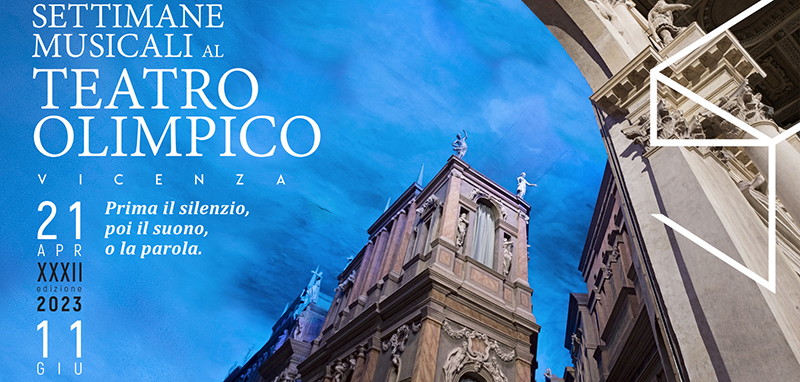 SETTIMANE
MUSICALI AL
TEATRO
OLIMPICO
VICENZA
21
APR
XXXII
edizione
2023
11
GIU
Prima il silenzio,
poi il suono,
o la parola.